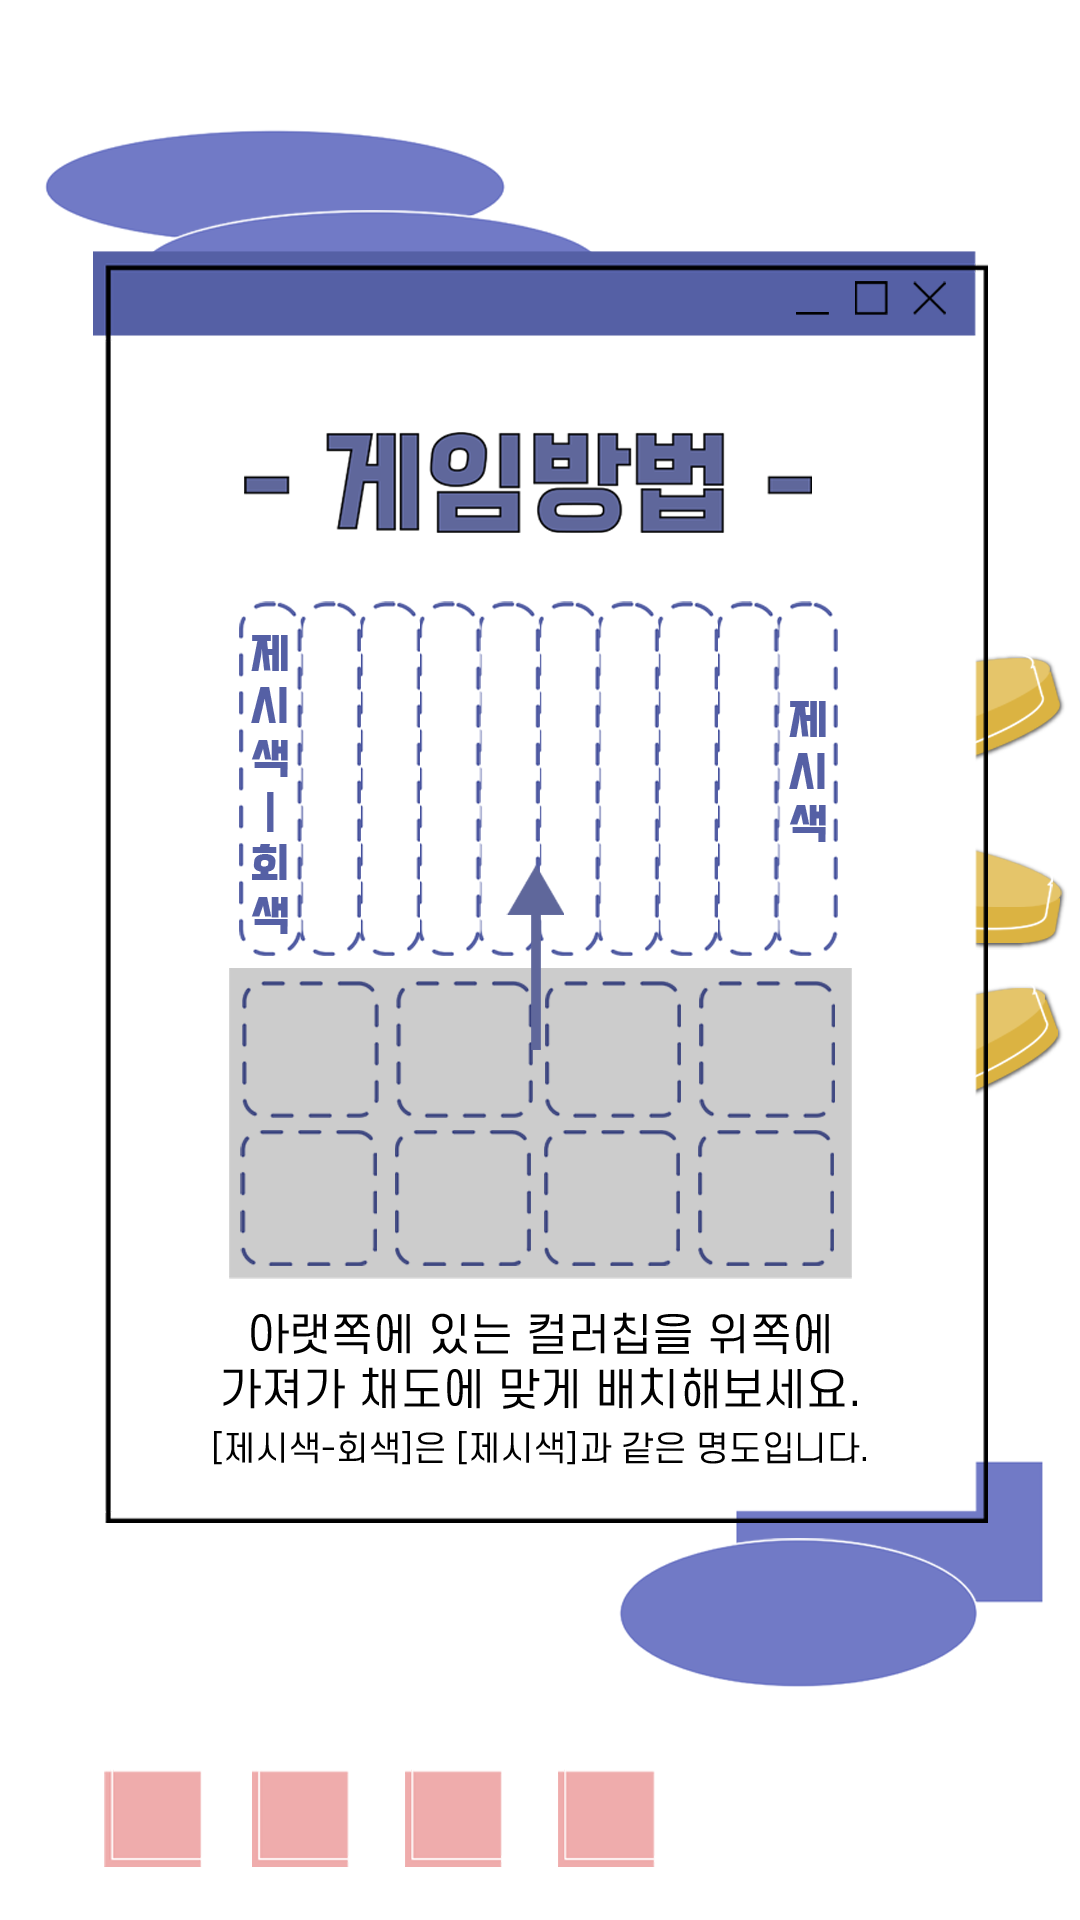 - 게임방법 -
제시색-회색
제시색
아랫쪽에 있는 컬러칩을 위쪽에
가져가 채도에 맞게 배치해보세요.
[제시색-회색]은 [제시색]과 같은 명도입니다.